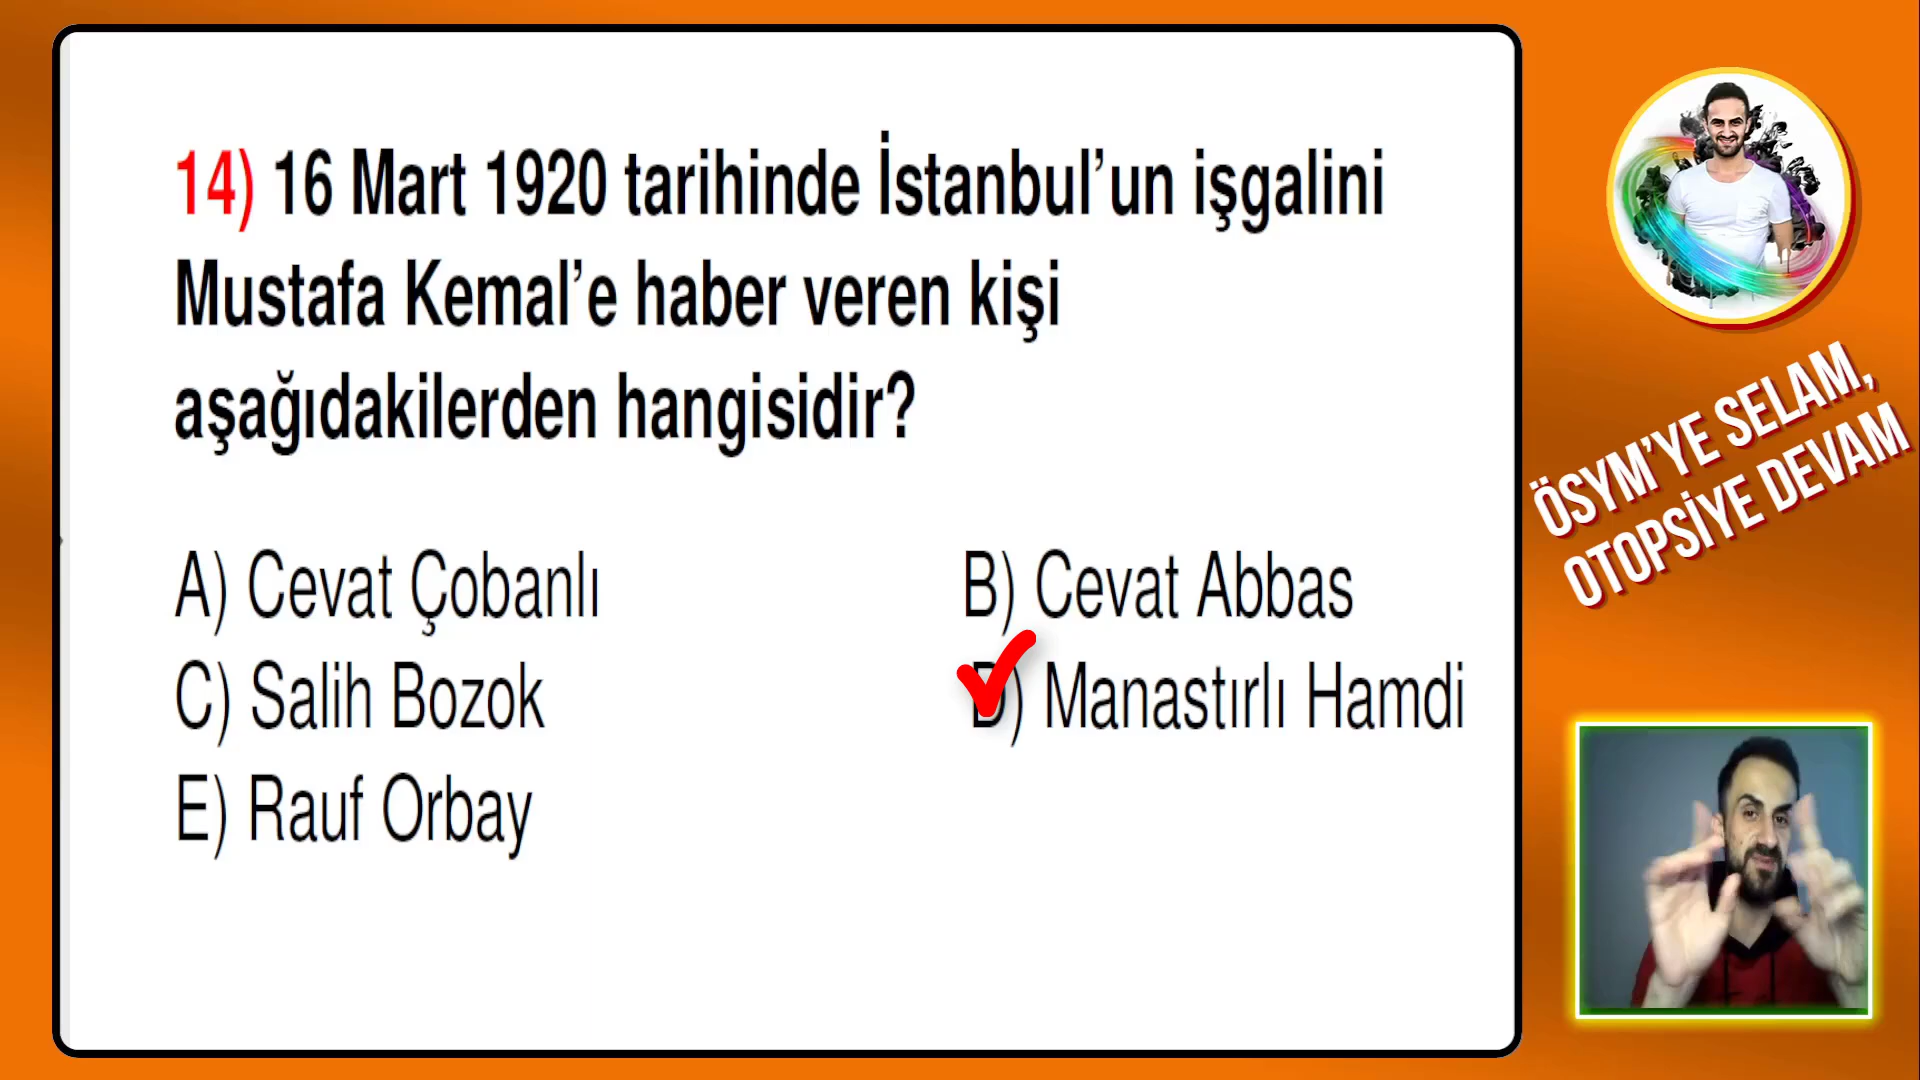 14) 16 Mart 1920 tarihinde İstanbul’un işgalini
Mustafa Kemal’e haber veren kişi
aşağıdakilerden hangisidir?
A) Cevat Çobanlı
B) Cevat Abbas
C) Salih Bozok
D) Manastırlı Hamdi
E) Rauf Orbay
ÖSYM’YE SELAM,
OTOPSİYE DEVAM